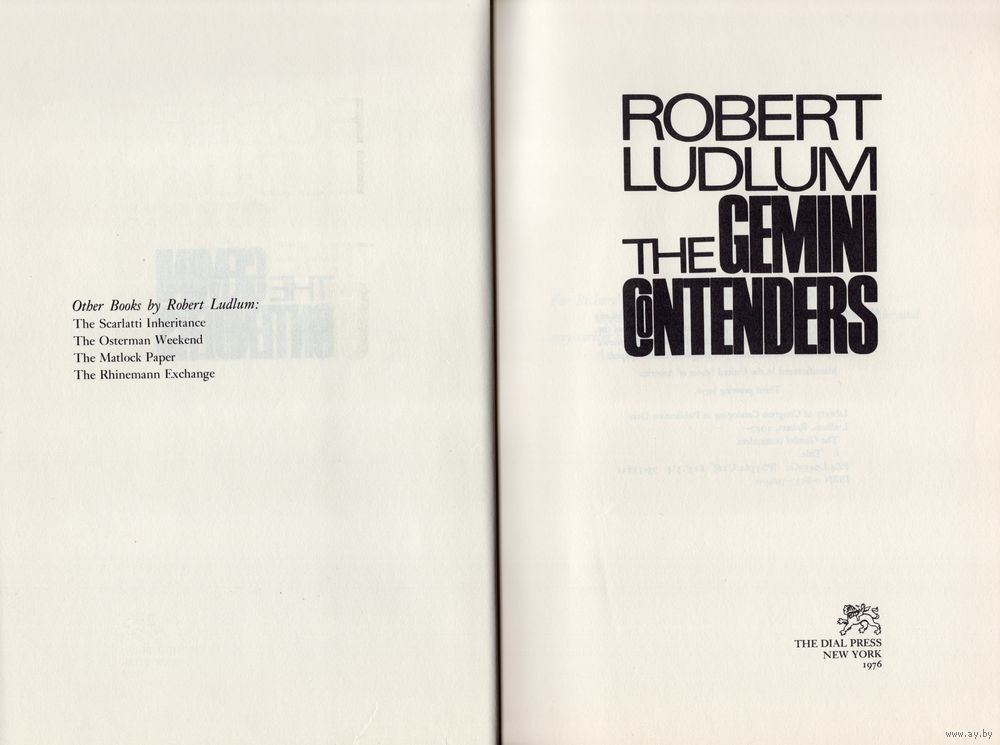 Other Books by Robert Ludlum:
The Scarlatti Inheritance
The Osterman Weekend
The Matlock Paper
The Rhinemann Exchange
ROBERT
LUDLUM
THE GEMINI
CONTENDERS
THE DIAL PRESS
NEW YORK
1976
www.ay.by